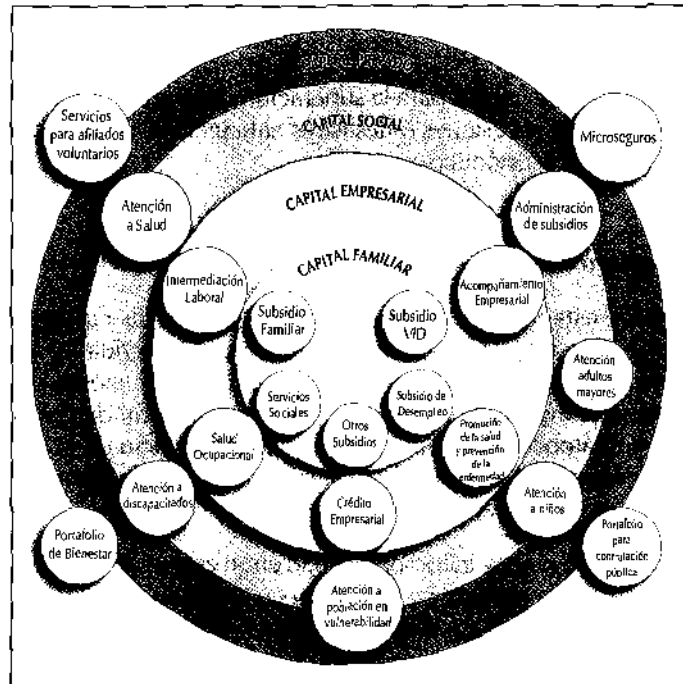 CAPITAL SOCIAL
CAPITAL EMPRESARIAL
CAPITAL FAMILIAR
Servicios
para afiliados
voluntarios
Microseguros
Atención
a Salud
Administración
de subsidios
Intermediación
Laboral
Acompañamiento
Empresarial
Subsidio
Familiar
Subsidio
Atención
adultos
mayores
Servicios
Sociales
Subsidio de
Desempleo
Otros
Subsidios
Salud
Ocupacional
Promoción
de la salud
y prevención
de la
enfermedad
Atención a
discapacitados
Crédito
Empresarial
Atención
a niños
Portafolio
de Bienestar
Portafolio
para
contratación
pública
Atención a
población en
vulnerabilidad